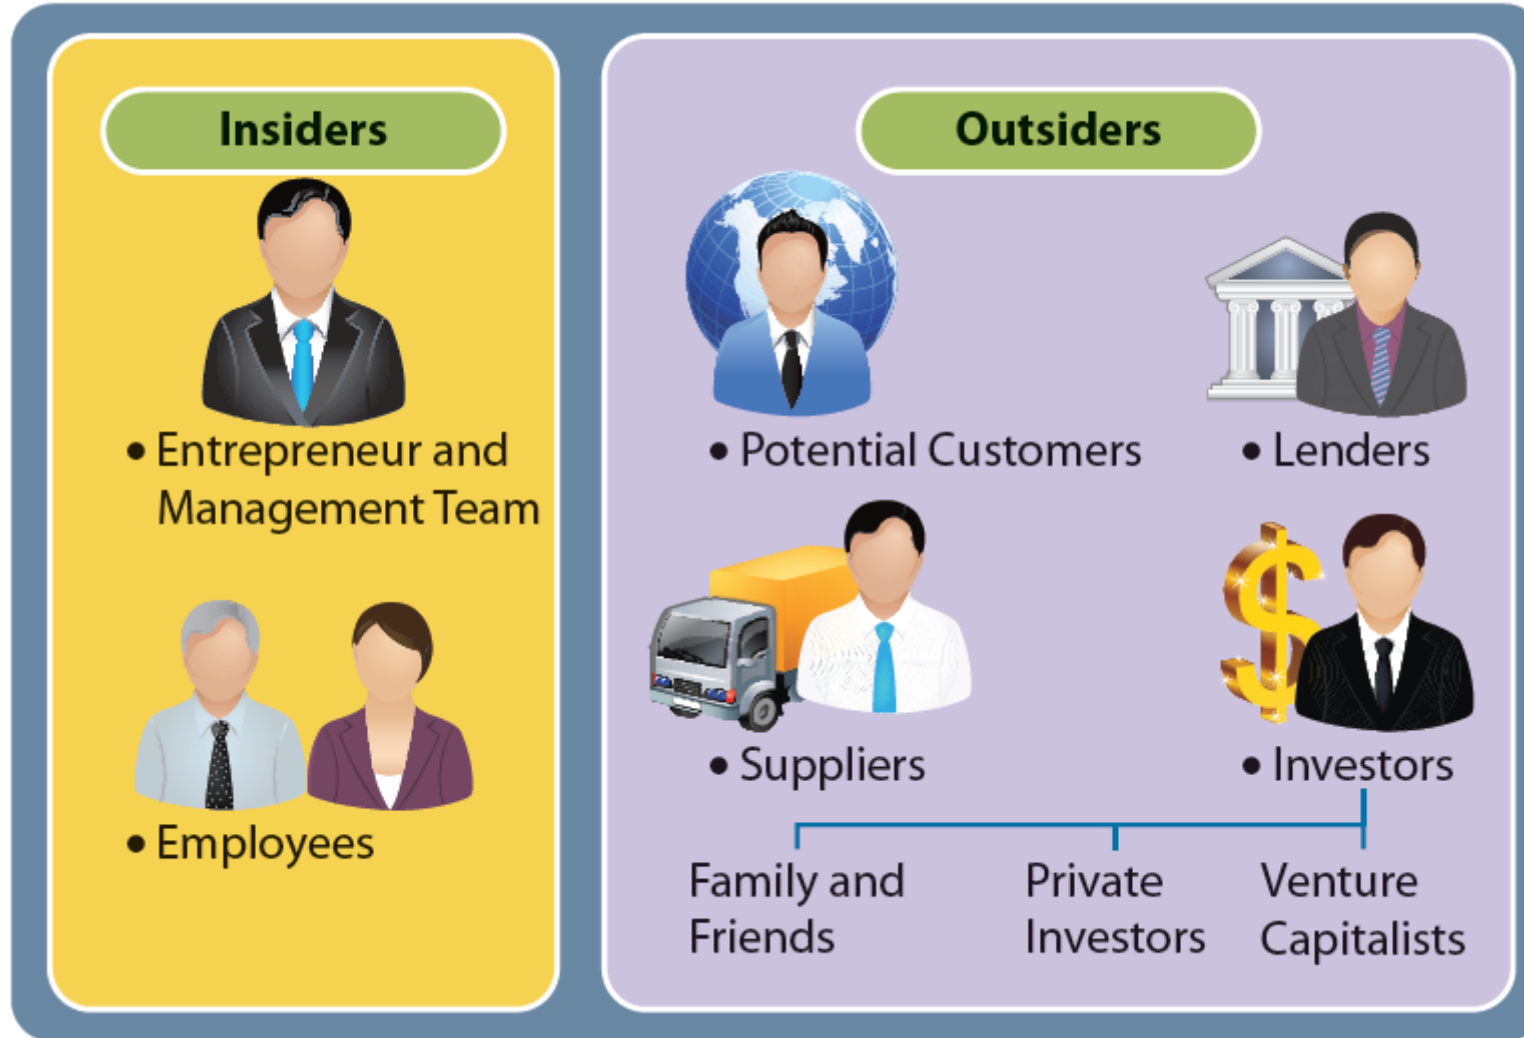 Insiders
• Entrepreneur and
Management Team
• Employees
Outsiders
• Potential Customers
• Lenders
• Suppliers
• Investors
Family and
Friends
Private
Investors
Venture
Capitalists